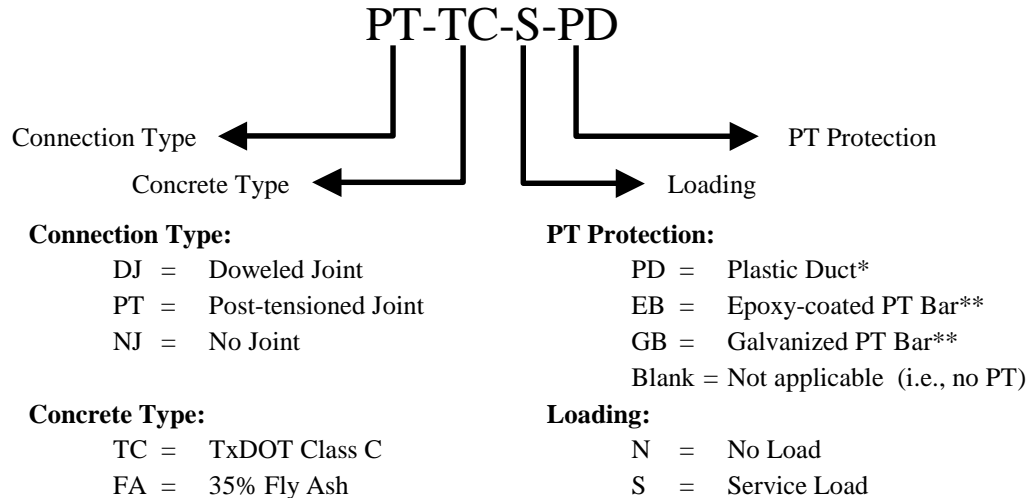 PT-TC-S-PD
Connection Type
PT Protection
Concrete Type
Loading
Connection Type:
DJ = Doweled Joint
PT = Post-tensioned Joint
NJ = No Joint
PT Protection:
PD = Plastic Duct*
EB = Epoxy-coated PT Bar**
GB = Galvanized PT Bar**
Blank = Not applicable (i.e., no PT)
Concrete Type:
TC = TxDOT Class C
FA = 35% Fly Ash
Loading:
N = No Load
S = Service Load